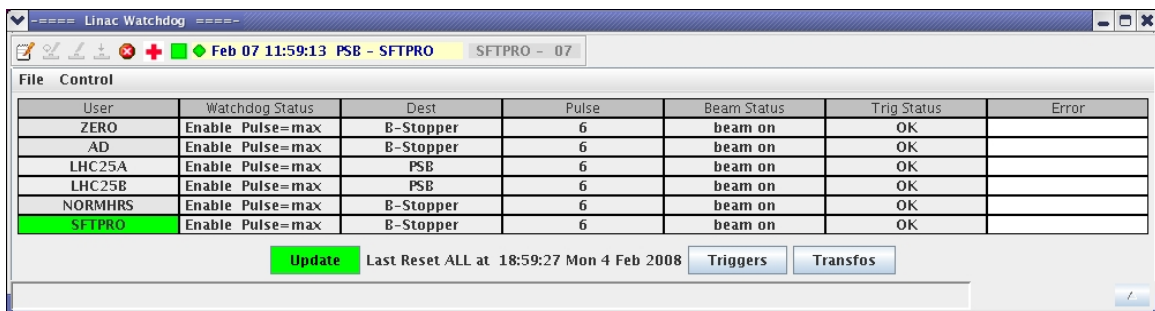 -==== Linac Watchdog ====-
Feb 07 11:59:13 PSB - SFTPRO SFTPRO - 07
File Control
User Watchdog Status Dest Pulse Beam Status Trig Status Error
ZERO Enable Pulse=max B-Stopper 6 beam on OK
AD Enable Pulse=max B-Stopper 6 beam on OK
LHC25A Enable Pulse=max PSB 6 beam on OK
LHC25B Enable Pulse=max PSB 6 beam on OK
NORMHRS Enable Pulse=max B-Stopper 6 beam on OK
SFTPRO Enable Pulse=max B-Stopper 6 beam on OK
Update Last Reset ALL at 18:59:27 Mon 4 Feb 2008 Triggers Transfos